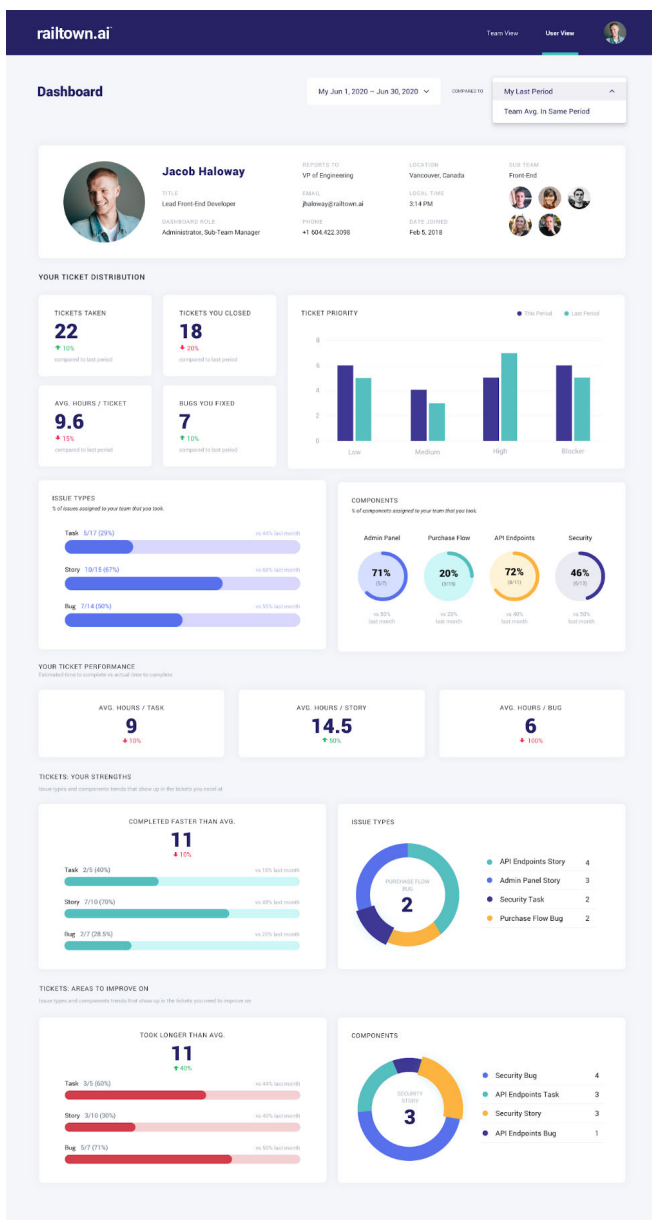 railtown.ai
Team View
User View
Dashboard
My Jun 1, 2020 – Jun 30, 2020
COMPARED TO
My Last Period
Team Avg. In Same Period
Jacob Haloway
TITLE
Lead Front-End Developer
DASHBOARD ROLE
Administrator, Sub-Team Manager
REPORTS TO
VP of Engineering
EMAIL
jhaloway@railtown.ai
PHONE
+1 604.422.3098
LOCATION
Vancouver, Canada
LOCAL TIME
3:14 PM
DATE JOINED
Feb 5, 2018
SUB TEAM
Front-End
YOUR TICKET DISTRIBUTION
TICKETS TAKEN
22
10%
compared to last period
TICKETS YOU CLOSED
18
20%
compared to last period
AVG. HOURS / TICKET
9.6
15%
compared to last period
BUGS YOU FIXED
7
10%
compared to last period
TICKET PRIORITY
This Period
Last Period
8
6
4
2
0
Low
Medium
High
Blocker
ISSUE TYPES
% of issues assigned to your team that you took.
Task 5/17 (29%)
vs 44% last month
Story 10/15 (67%)
vs 60% last month
Bug 7/14 (50%)
vs 55% last month
COMPONENTS
% of components assigned to your team that you took.
Admin Panel
71%
(5/7)
vs 60%
last month
Purchase Flow
20%
(3/15)
vs 20%
last month
API Endpoints
72%
(8/11)
vs 40%
last month
Security
46%
(6/13)
vs 50%
last month
YOUR TICKET PERFORMANCE
Estimated time to complete vs actual time to complete
AVG. HOURS / TASK
9
10%
AVG. HOURS / STORY
14.5
50%
AVG. HOURS / BUG
6
100%
TICKETS: YOUR STRENGTHS
Issue types and components trends that show up in the tickets you excel at
COMPLETED FASTER THAN AVG.
11
10%
Task 2/5 (40%)
vs 10% last month
Story 7/10 (70%)
vs 40% last month
Bug 2/7 (28.5%)
vs 20% last month
ISSUE TYPES
PURCHASE FLOW
BUG
2
API Endpoints Story 4
Admin Panel Story 3
Security Task 2
Purchase Flow Bug 2
TICKETS: AREAS TO IMPROVE ON
Issue types and components trends that show up in the tickets you need to improve on
TOOK LONGER THAN AVG.
11
40%
Task 3/5 (60%)
vs 44% last month
Story 3/10 (30%)
vs 40% last month
Bug 5/7 (71%)
vs 50% last month
COMPONENTS
SECURITY
STORY
3
Security Bug 4
API Endpoints Task 3
Security Story 3
API Endpoints Bug 1